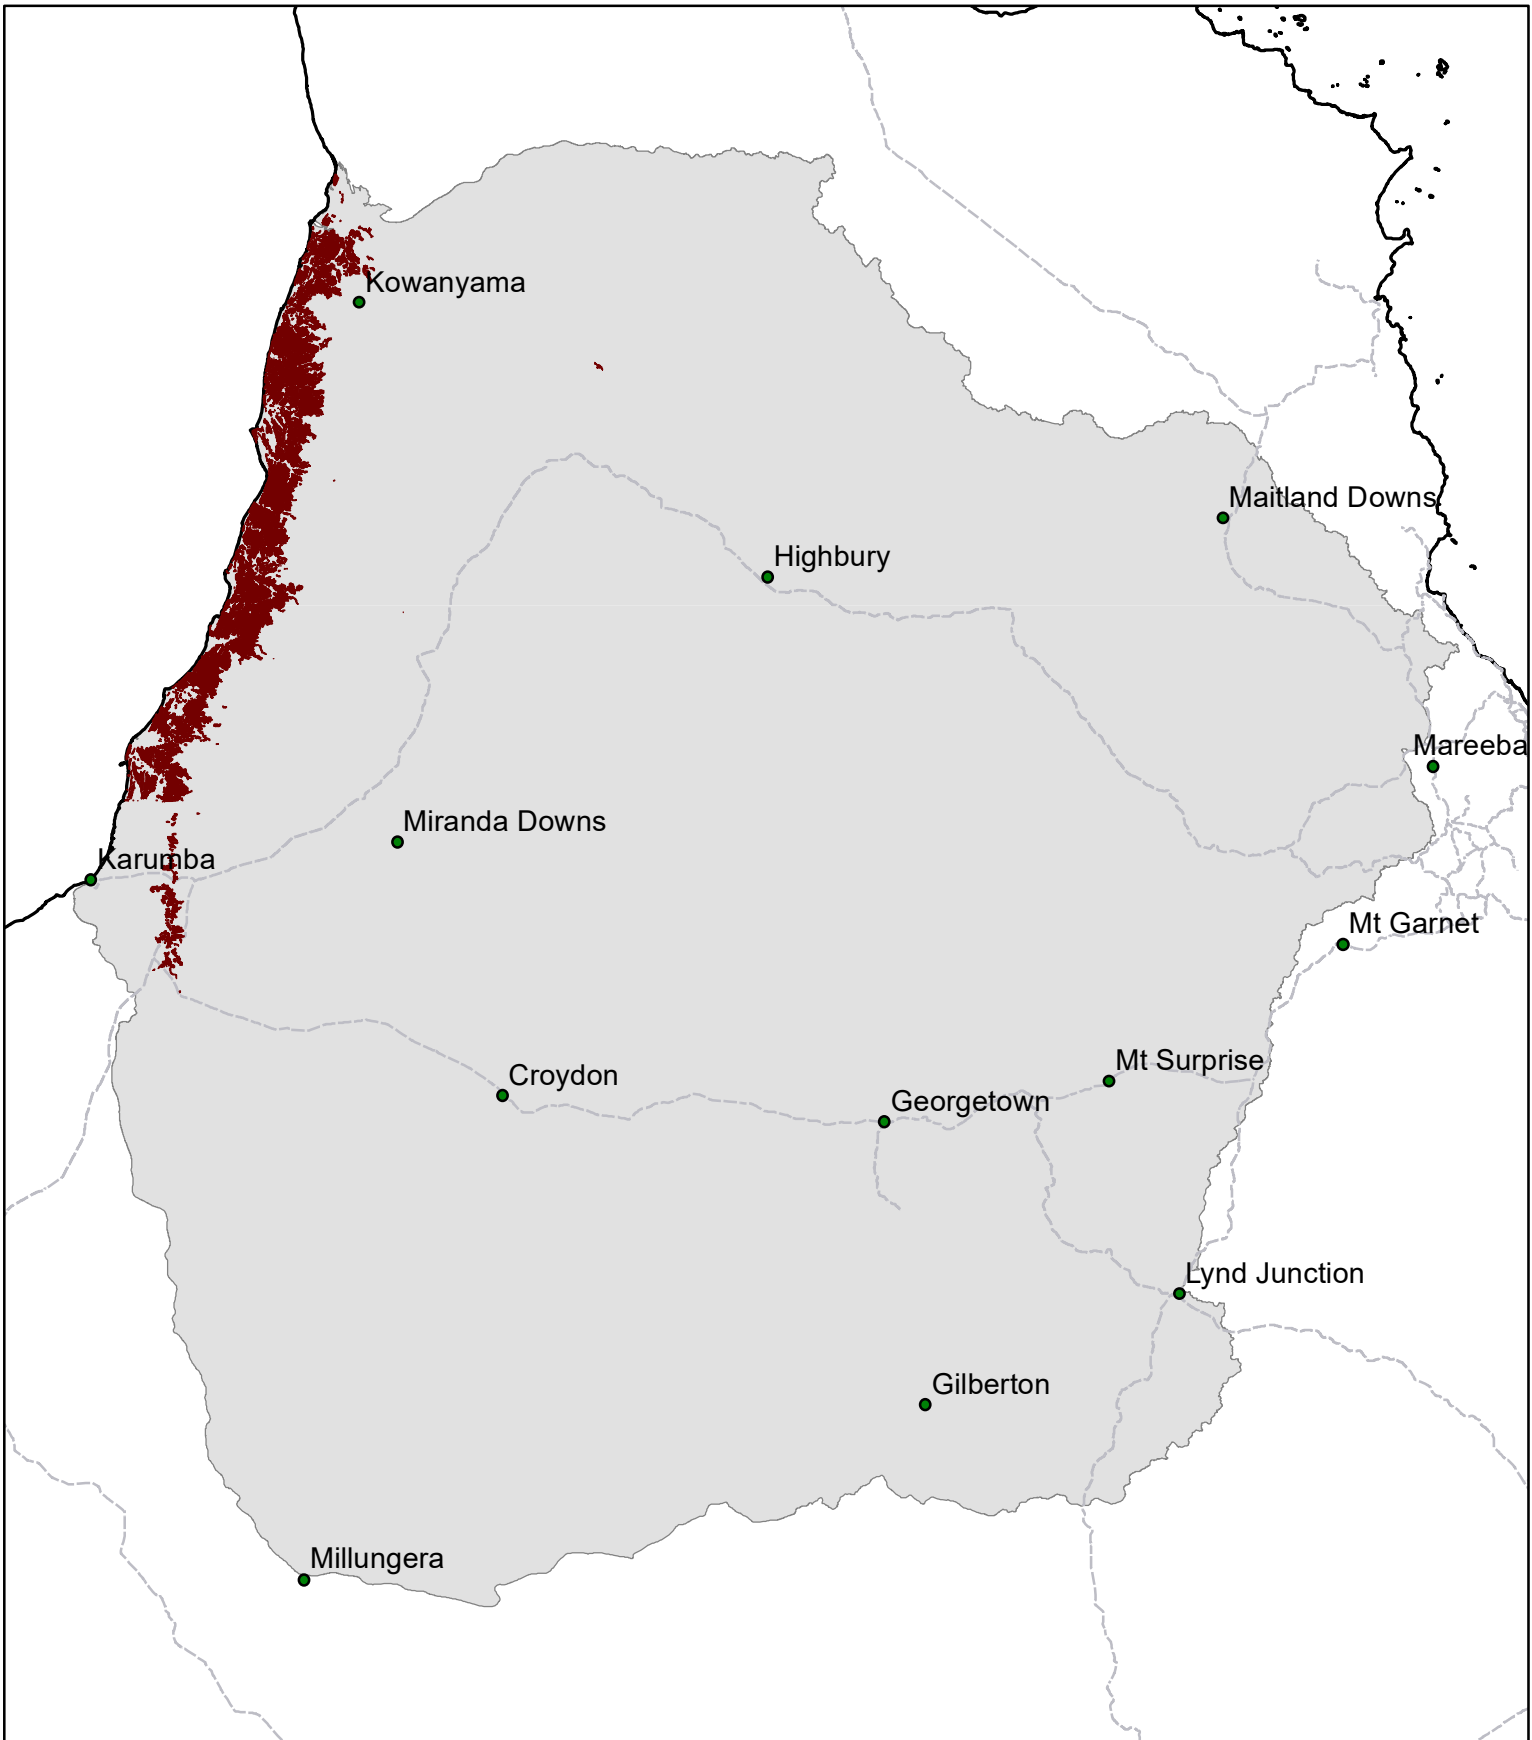 Kowanyama
Maitland Downs
Highbury
Mareeba
Miranda Downs
Karumba
Mt Garnet
Mt Surprise
Croydon
Georgetown
Lynd Junction
Gilberton
Millungera